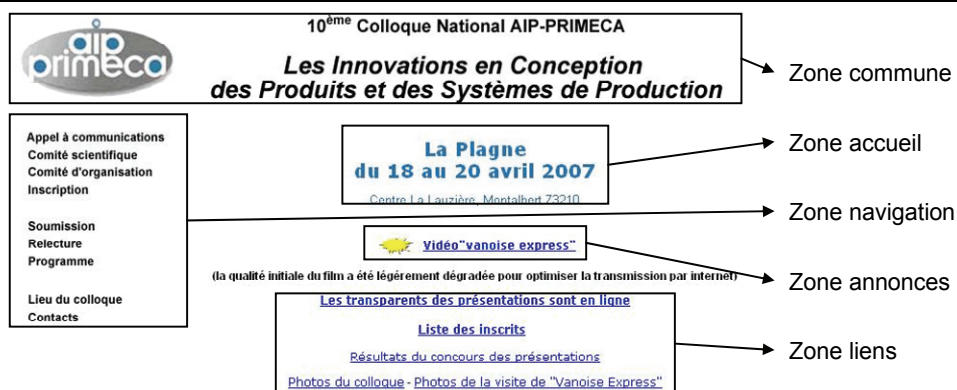 aip
primeca
10ème Colloque National AIP-PRIMECA
Les Innovations en Conception
des Produits et des Systèmes de Production
Zone commune
Appel à communications
Comité scientifique
Comité d'organisation
Inscription
Soumission
Relecture
Programme
Lieu du colloque
Contacts
La Plagne
du 18 au 20 avril 2007
Centre La Lauzière, Montalbert 73210
Zone accueil
Zone navigation
Vidéo"vanoise express"
(la qualité initiale du film a été légérement dégradée pour optimiser la transmission par internet)
Zone annonces
Les transparents des présentations sont en ligne
Liste des inscrits
Résultats du concours des présentations
Photos du colloque - Photos de la visite de "Vanoise Express"
Zone liens